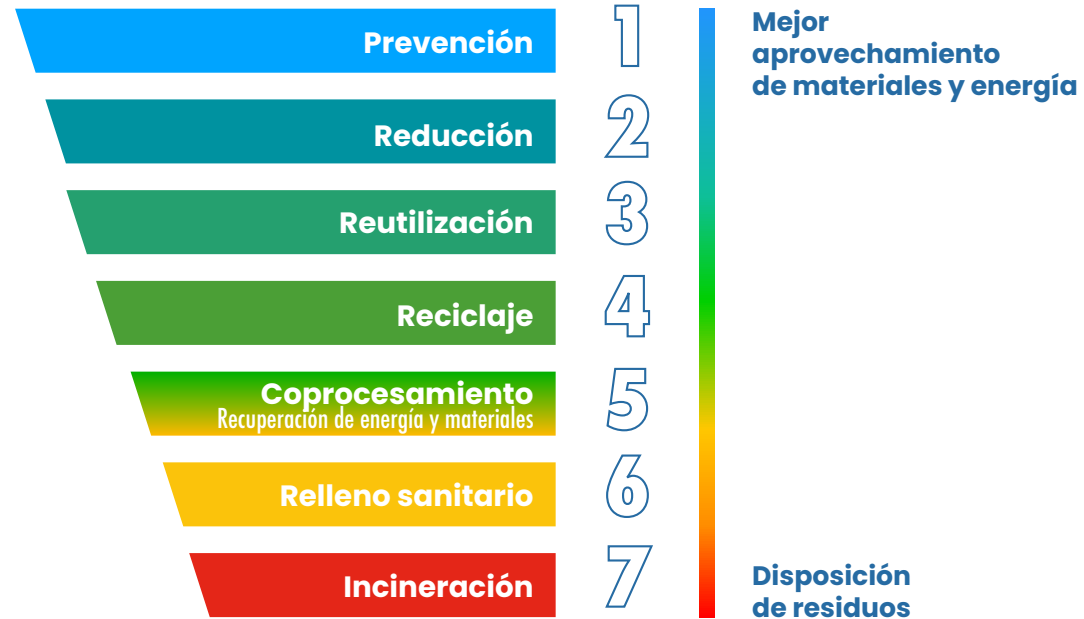 Prevención
1
Mejor
aprovechamiento
de materiales y energía
Reducción
2
Reutilización
3
Reciclaje
4
Coprocesamiento
Recuperación de energía y materiales
5
Relleno sanitario
6
Incineración
7
Disposición
de residuos